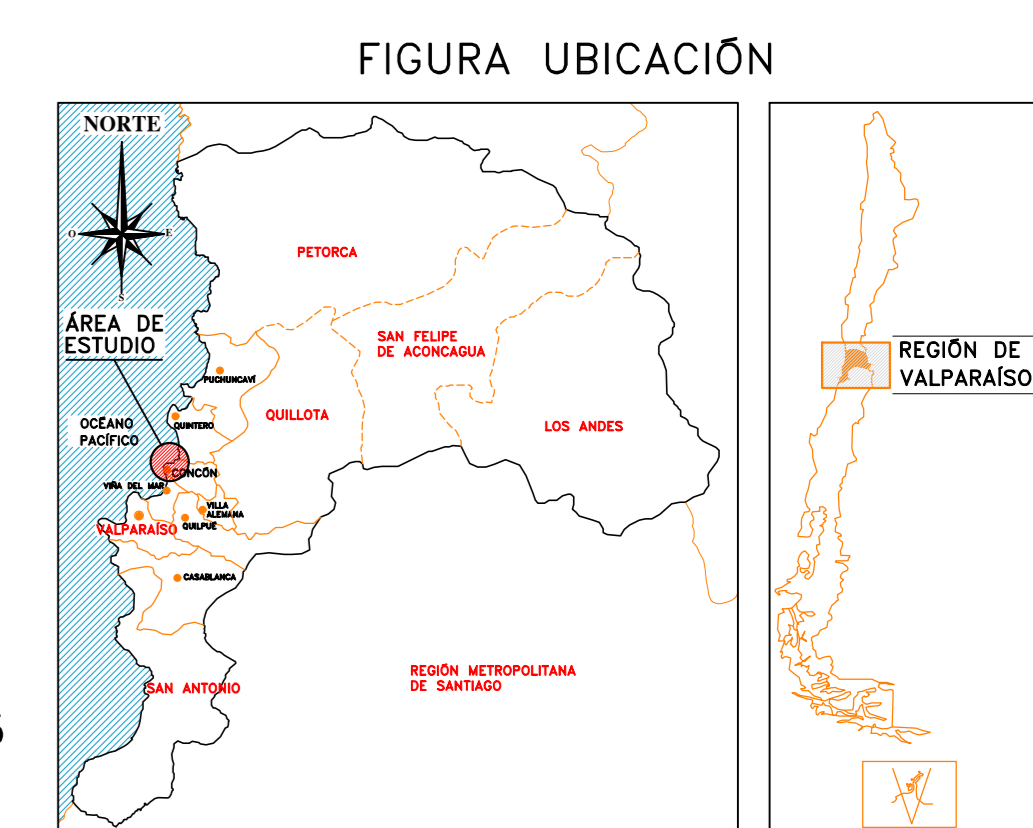 FIGURA UBICACIÓN
NORTE
O
E
S
ÁREA DE
ESTUDIO
OCÉANO
PACÍFICO
PETORCA
SAN FELIPE
DE ACONCAGUA
PUCHUNCAVÍ
QUINTERO
QUILLOTA
LOS ANDES
CONCÓN
VIÑA DEL MAR
VILLA
ALEMANA
QUILPUÉ
VALPARAÍSO
CASABLANCA
SAN ANTONIO
REGIÓN METROPOLITANA
DE SANTIAGO
REGIÓN DE
VALPARAÍSO